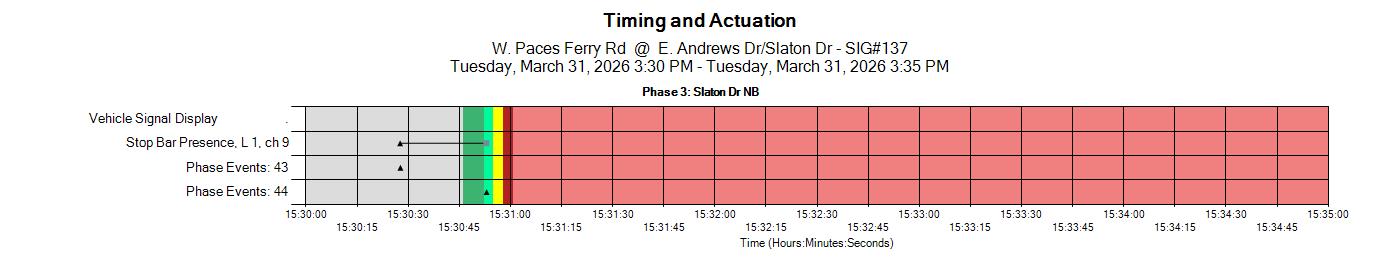 Timing and Actuation
W. Paces Ferry Rd @ E. Andrews Dr/Slaton Dr - SIG#137
Tuesday, March 31, 2026 3:30 PM - Tuesday, March 31, 2026 3:35 PM
Phase 3: Slaton Dr NB
Vehicle Signal Display .
Stop Bar Presence, L 1, ch 9
Phase Events: 43
Phase Events: 44
15:30:00 15:30:30 15:31:00 15:31:30 15:32:00 15:32:30 15:33:00 15:33:30 15:34:00 15:34:30 15:35:00
15:30:15 15:30:45 15:31:15 15:31:45 15:32:15 15:32:45 15:33:15 15:33:45 15:34:15 15:34:45
Time (Hours:Minutes:Seconds)